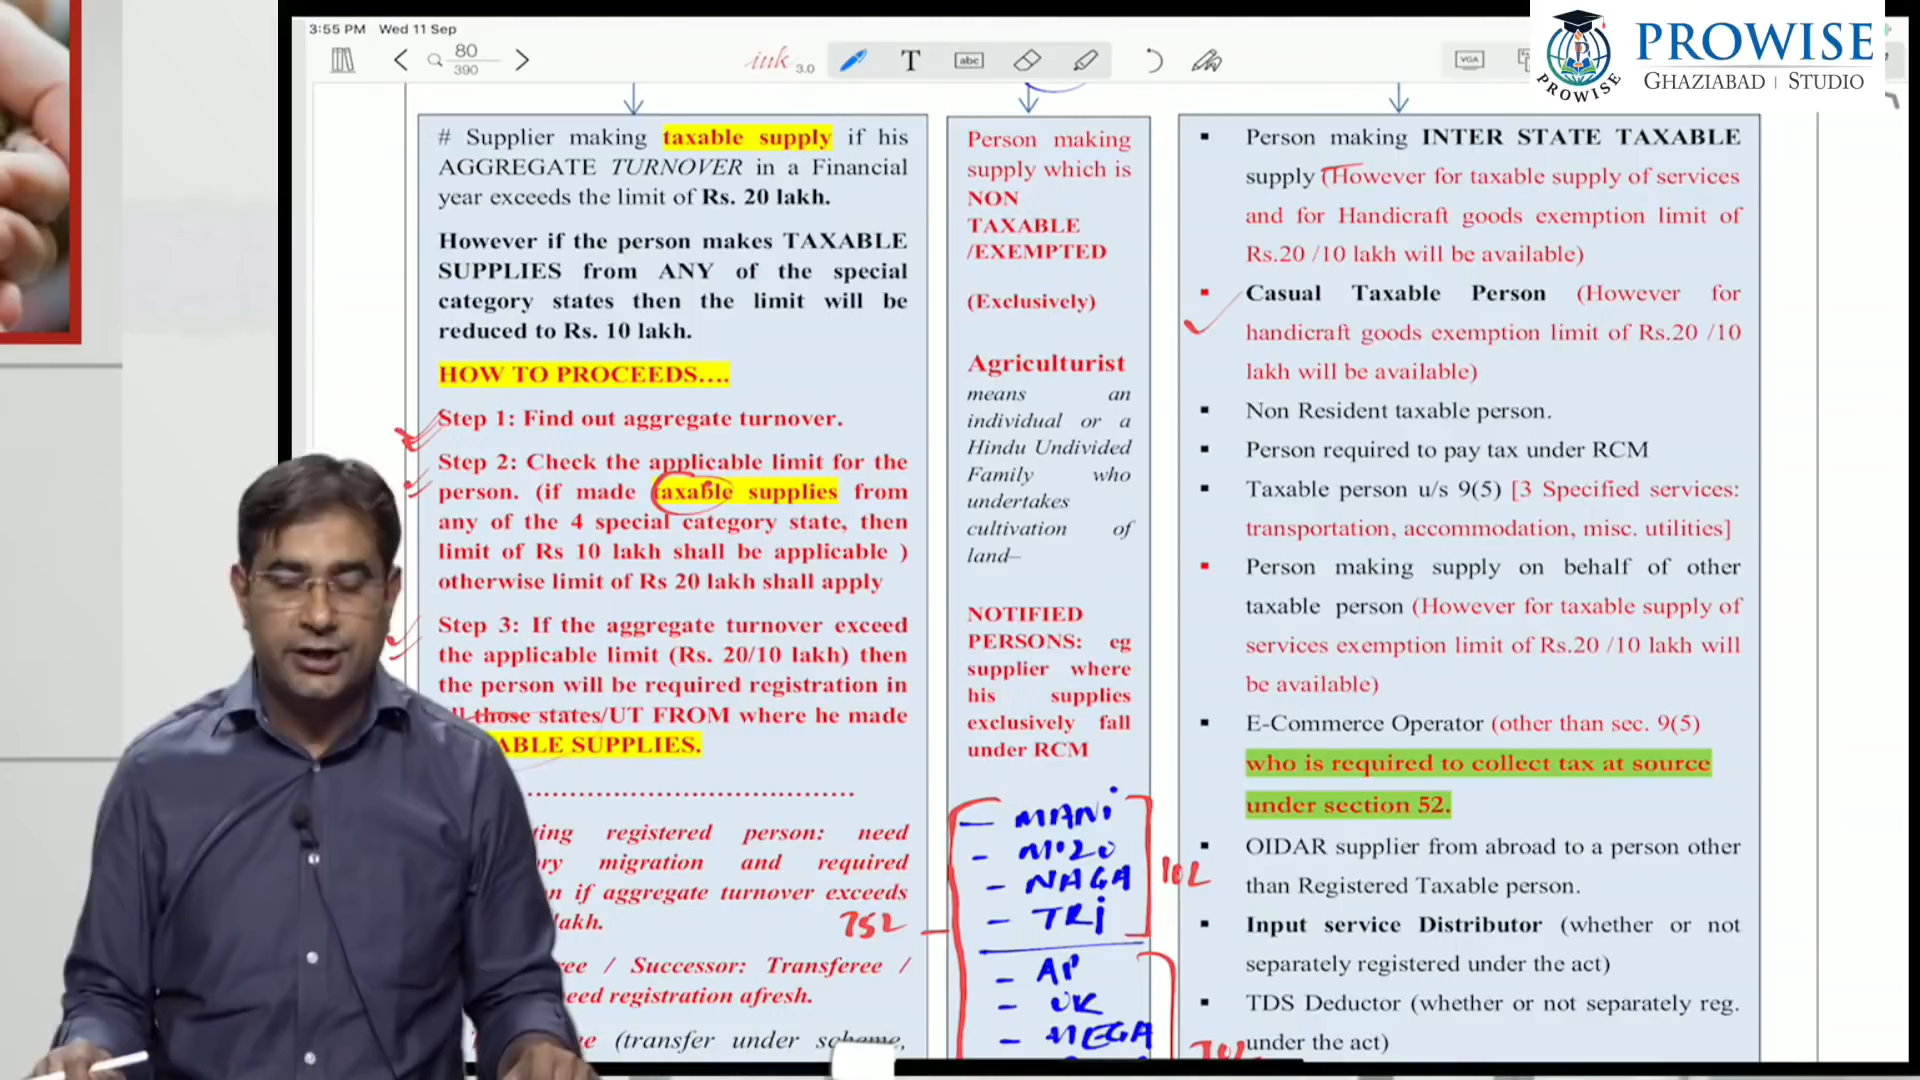 3:55 PM Wed 11 Sep
80
390
ink 3.0
T
abc
VGA
PROWISE
GHAZIABAD | STUDIO
PROWISE
# Supplier making taxable supply if his
AGGREGATE TURNOVER in a Financial
year exceeds the limit of Rs. 20 lakh.
However if the person makes TAXABLE
SUPPLIES from ANY of the special
category states then the limit will be
reduced to Rs. 10 lakh.
HOW TO PROCEEDS….
Step 1: Find out aggregate turnover.
Step 2: Check the applicable limit for the
person. (if made taxable supplies from
any of the 4 special category state, then
limit of Rs 10 lakh shall be applicable )
otherwise limit of Rs 20 lakh shall apply
Step 3: If the aggregate turnover exceed
the applicable limit (Rs. 20/10 lakh) then
the person will be required registration in
those states/UT FROM where he made
ABLE SUPPLIES.
ting registered person: need
ry migration and required
n if aggregate turnover exceeds
lakh.
75L
ree / Successor: Transferee /
need registration afresh.
(transfer under scheme,
Person making
supply which is
NON
TAXABLE
/EXEMPTED
(Exclusively)
Agriculturist
means an
individual or a
Hindu Undivided
Family who
undertakes
cultivation of
land–
NOTIFIED
PERSONS: eg
supplier where
his supplies
exclusively fall
under RCM
- MANi
- MiZO
- NAGA
- TRi
10L
- AP
- UK
- MEGA
▪ Person making INTER STATE TAXABLE
supply (However for taxable supply of services
and for Handicraft goods exemption limit of
Rs.20 /10 lakh will be available)
▪ Casual Taxable Person (However for
handicraft goods exemption limit of Rs.20 /10
lakh will be available)
▪ Non Resident taxable person.
▪ Person required to pay tax under RCM
▪ Taxable person u/s 9(5) [3 Specified services:
transportation, accommodation, misc. utilities]
▪ Person making supply on behalf of other
taxable person (However for taxable supply of
services exemption limit of Rs.20 /10 lakh will
be available)
▪ E-Commerce Operator (other than sec. 9(5)
who is required to collect tax at source
under section 52.
▪ OIDAR supplier from abroad to a person other
than Registered Taxable person.
▪ Input service Distributor (whether or not
separately registered under the act)
▪ TDS Deductor (whether or not separately reg.
under the act)